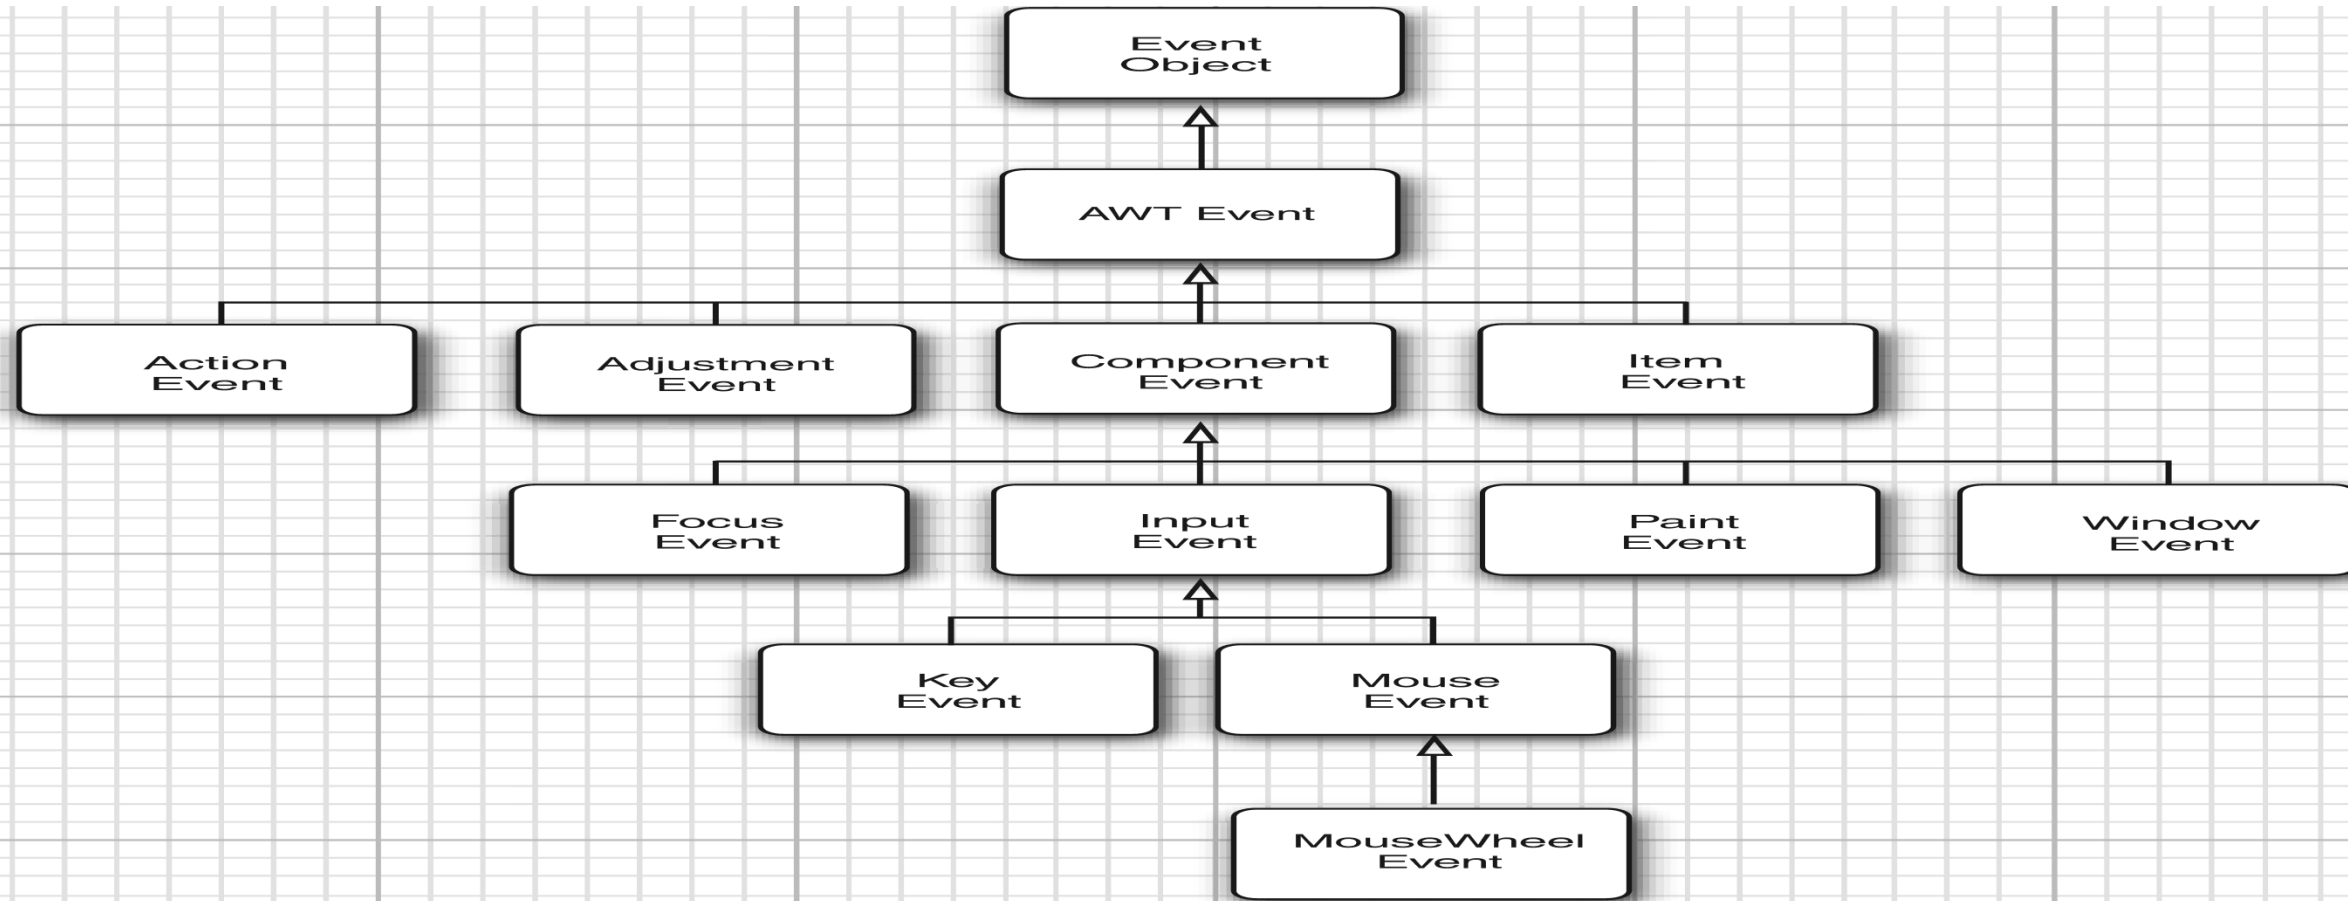 Event
Object
AWT Event
Action
Event
Adjustment
Event
Component
Event
Item
Event
Focus
Event
Input
Event
Paint
Event
Window
Event
Key
Event
Mouse
Event
MouseWheel
Event